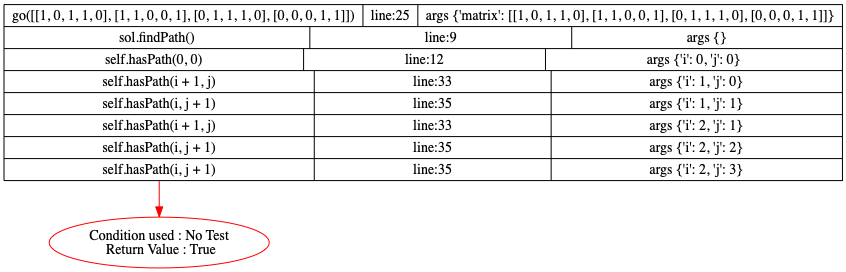 go([[1, 0, 1, 1, 0], [1, 1, 0, 0, 1], [0, 1, 1, 1, 0], [0, 0, 0, 1, 1]]) line:25 args {'matrix': [[1, 0, 1, 1, 0], [1, 1, 0, 0, 1], [0, 1, 1, 1, 0], [0, 0, 0, 1, 1]]}
sol.findPath() line:9 args {}
self.hasPath(0, 0) line:12 args {'i': 0, 'j': 0}
self.hasPath(i + 1, j) line:33 args {'i': 1, 'j': 0}
self.hasPath(i, j + 1) line:35 args {'i': 1, 'j': 1}
self.hasPath(i + 1, j) line:33 args {'i': 2, 'j': 1}
self.hasPath(i, j + 1) line:35 args {'i': 2, 'j': 2}
self.hasPath(i, j + 1) line:35 args {'i': 2, 'j': 3}
Condition used : No Test
Return Value : True